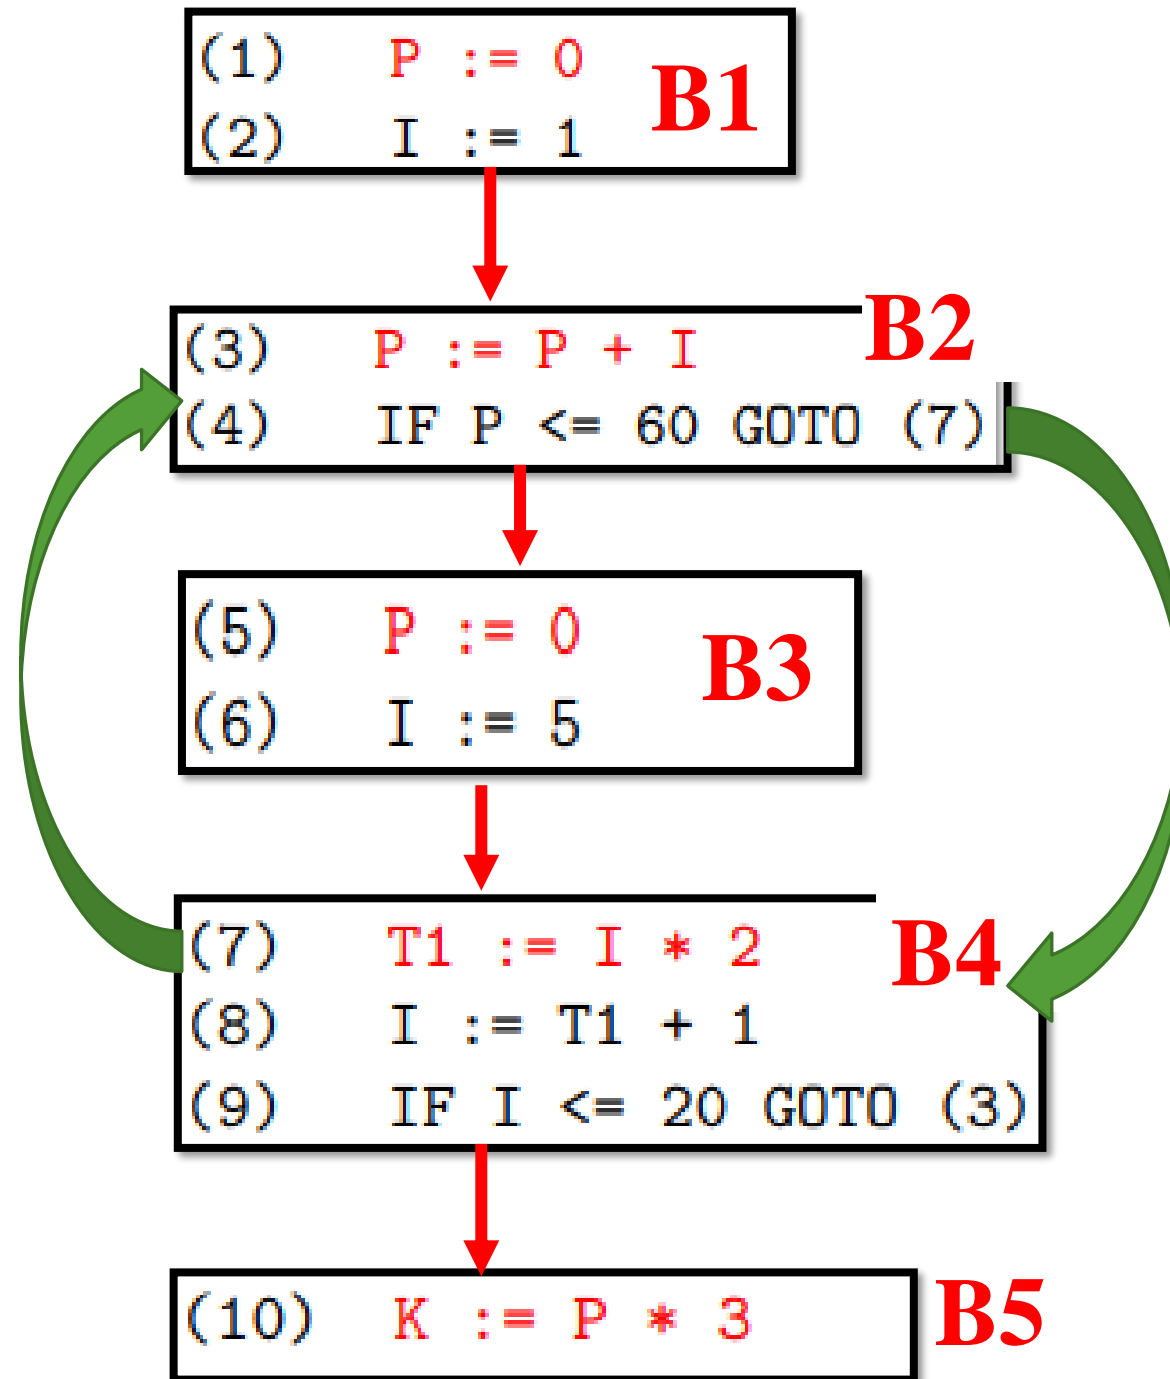 (1) P := 0
(2) I := 1
B1
(3) P := P + I
B2
(4) IF P <= 60 GOTO (7)
(5) P := 0
(6) I := 5
B3
(7) T1 := I * 2
B4
(8) I := T1 + 1
(9) IF I <= 20 GOTO (3)
(10) K := P * 3
B5